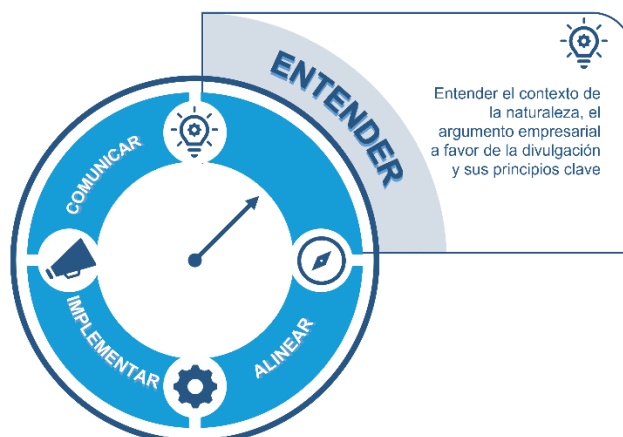 ENTENDER
Entender el contexto de
la naturaleza, el
argumento empresarial
a favor de la divulgación
y sus principios clave
COMUNICAR
IMPLEMENTAR
ALINEAR